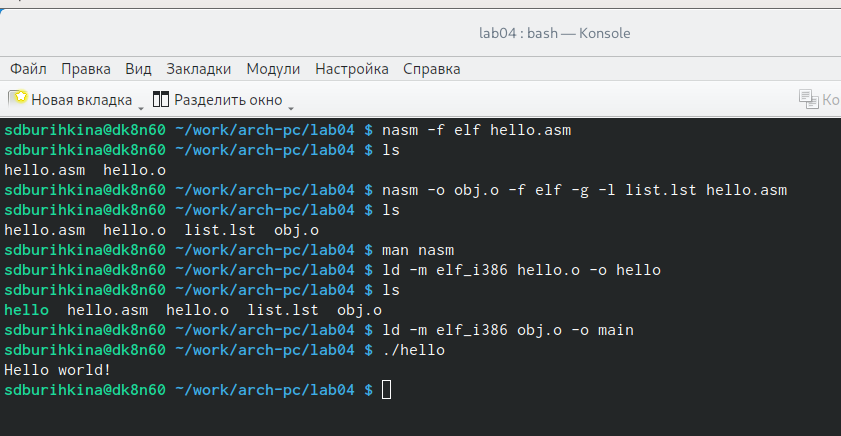 lab04 : bash — Konsole
Файл Правка Вид Закладки Модули Настройка Справка
Новая вкладка Разделить окно Ко
sdburihkina@dk8n60 ~/work/arch-pc/lab04 $ nasm -f elf hello.asm
sdburihkina@dk8n60 ~/work/arch-pc/lab04 $ ls
hello.asm  hello.o
sdburihkina@dk8n60 ~/work/arch-pc/lab04 $ nasm -o obj.o -f elf -g -l list.lst hello.asm
sdburihkina@dk8n60 ~/work/arch-pc/lab04 $ ls
hello.asm  hello.o  list.lst  obj.o
sdburihkina@dk8n60 ~/work/arch-pc/lab04 $ man nasm
sdburihkina@dk8n60 ~/work/arch-pc/lab04 $ ld -m elf_i386 hello.o -o hello
sdburihkina@dk8n60 ~/work/arch-pc/lab04 $ ls
hello  hello.asm  hello.o  list.lst  obj.o
sdburihkina@dk8n60 ~/work/arch-pc/lab04 $ ld -m elf_i386 obj.o -o main
sdburihkina@dk8n60 ~/work/arch-pc/lab04 $ ./hello
Hello world!
sdburihkina@dk8n60 ~/work/arch-pc/lab04 $